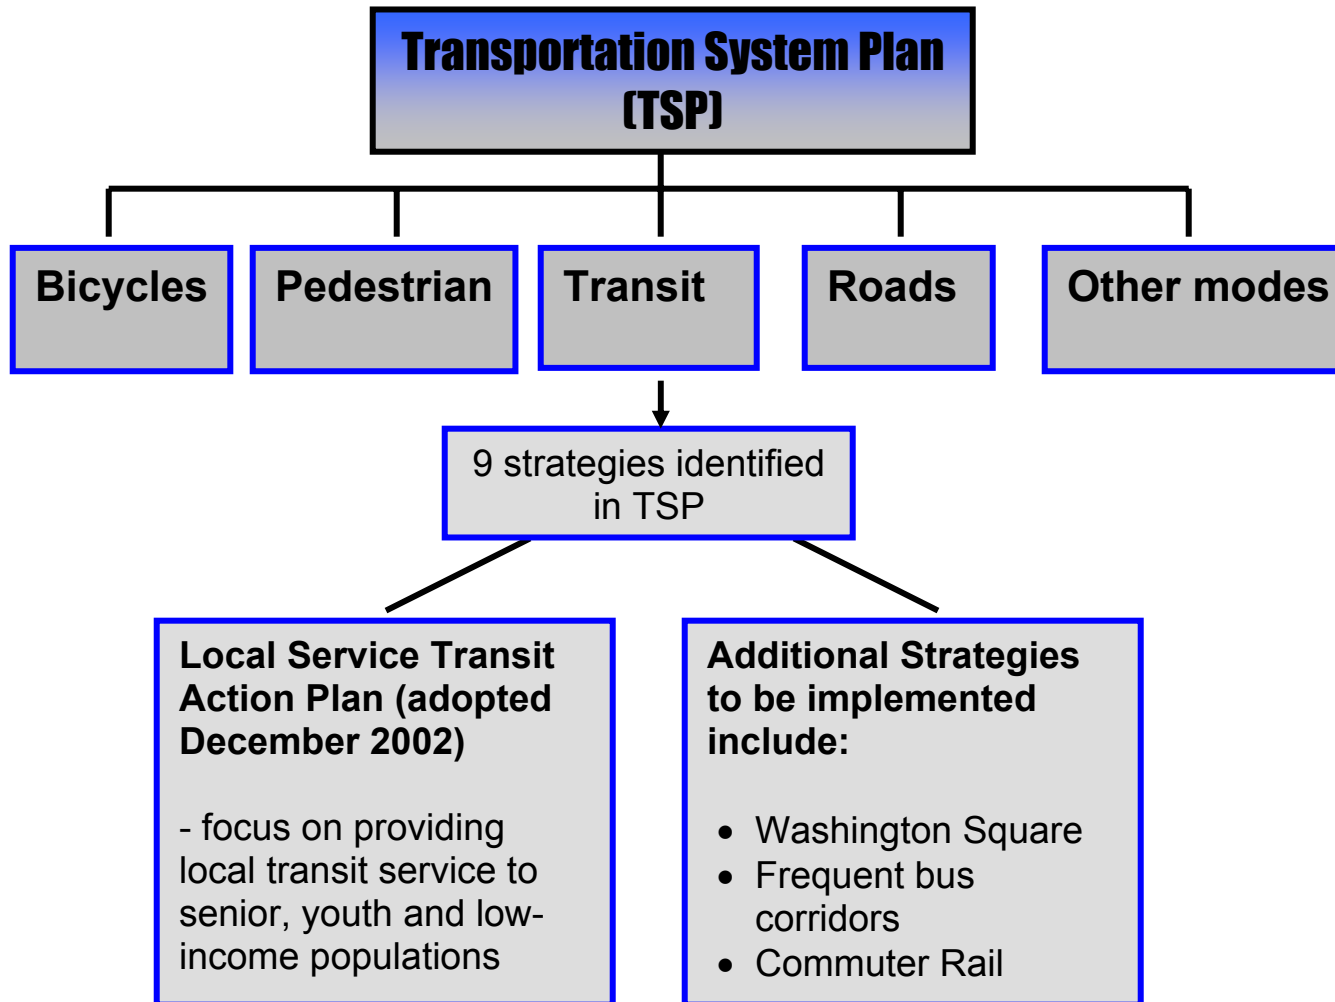 Transportation System Plan
(TSP)
Bicycles
Pedestrian
Transit
Roads
Other modes
9 strategies identified
in TSP
Local Service Transit
Action Plan (adopted
December 2002)
- focus on providing
local transit service to
senior, youth and low-
income populations
Additional Strategies
to be implemented
include:
• Washington Square
• Frequent bus
corridors
• Commuter Rail